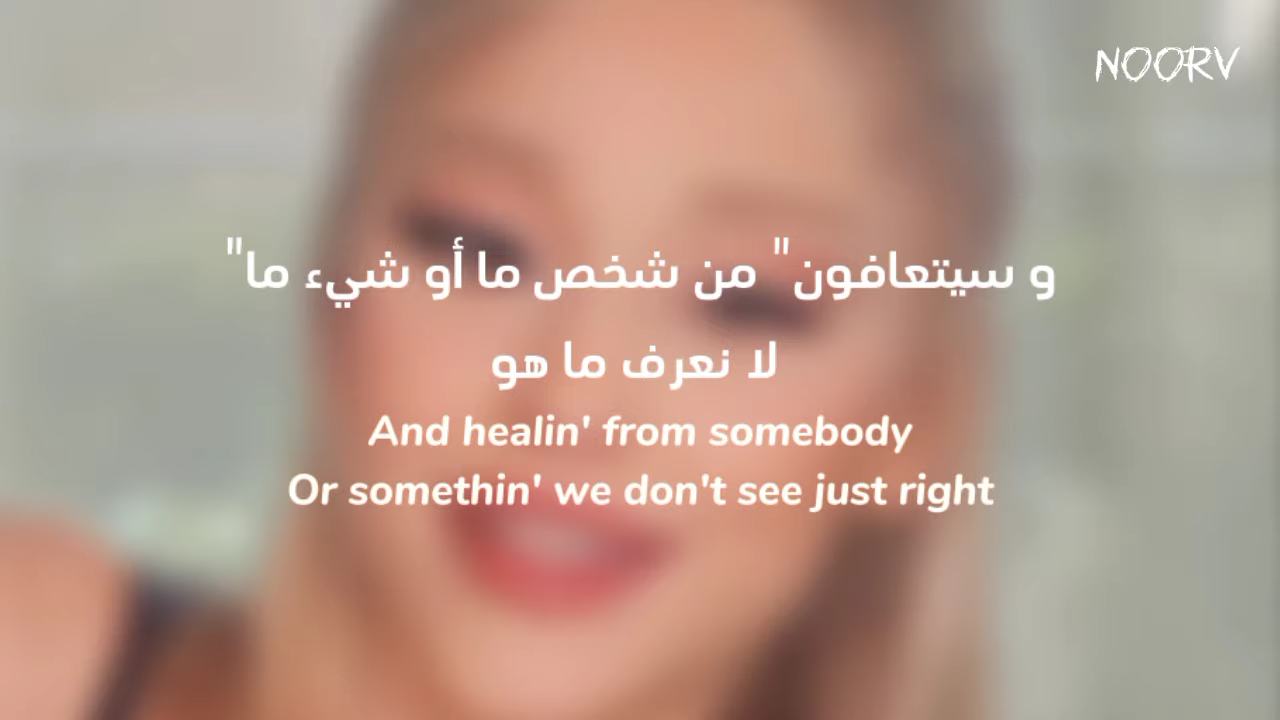 NOORV
و سيتعافون" من شخص ما أو شيء ما"
لا نعرف ما هو
And healin' from somebody
Or somethin' we don't see just right